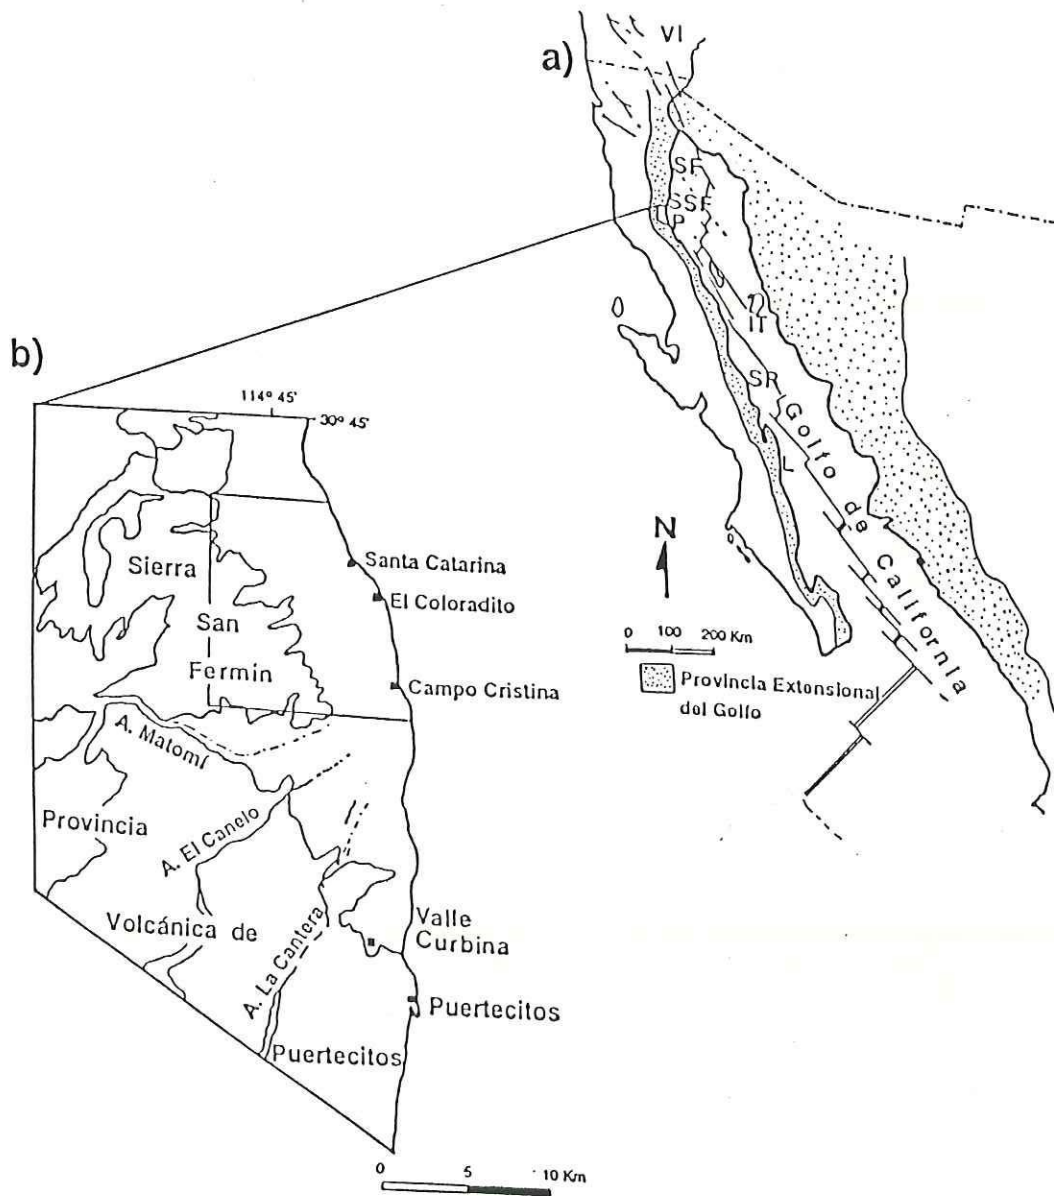 a)
VI
SF
SSF
P
IT
SR
L
Golfo de California
N
0 100 200 Km
Provincia Extensional
del Golfo
b)
114° 45'
30° 45'
Santa Catarina
El Coloradito
Campo Cristina
Sierra
San
Fermin
A. Matomí
Provincia
A. El Canelo
Volcánica de
A. La Cantera
Valle
Curbina
Puertecitos
Puertecitos
0 5 10 Km